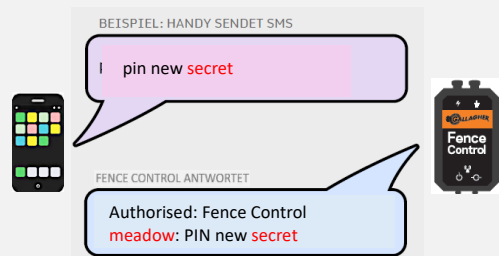 BEISPIEL: HANDY SENDET SMS
pin new secret
GALLAGHER
Fence
Control
FENCE CONTROL ANTWORTET
Authorised: Fence Control
meadow: PIN new secret